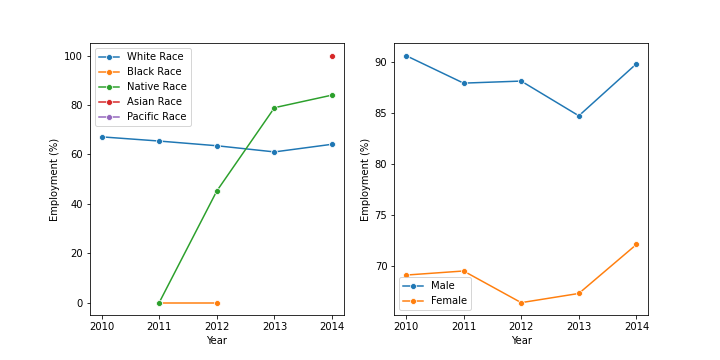 100
80
60
40
20
0
Employment (%)
White Race
Black Race
Native Race
Asian Race
Pacific Race
2010 2011 2012 2013 2014
Year
90
85
80
75
70
Employment (%)
Male
Female
2010 2011 2012 2013 2014
Year